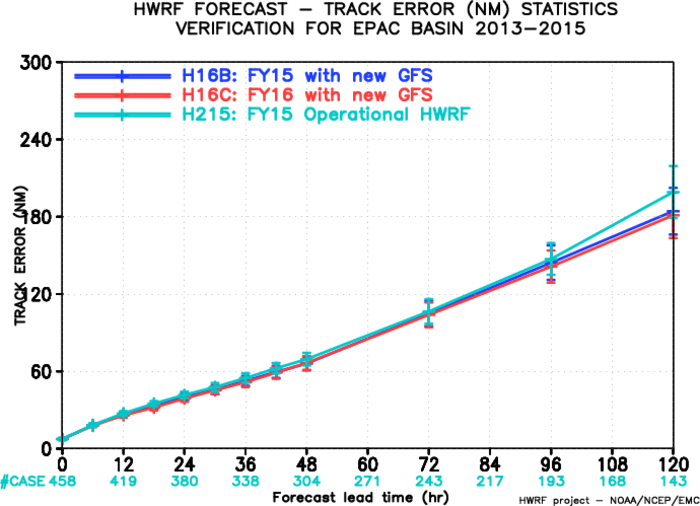 HWRF FORECAST – TRACK ERROR (NM) STATISTICS
VERIFICATION FOR EPAC BASIN 2013–2015
H16B: FY15 with new GFS
H16C: FY16 with new GFS
H215: FY15 Operational HWRF
TRACK ERROR (NM)
300
240
180
120
60
0
0 12 24 36 48 60 72 84 96 108 120
#CASE 458 419 380 338 304 271 243 217 193 168 143
Forecast lead time (hr)
HWRF project – NOAA/NCEP/EMC